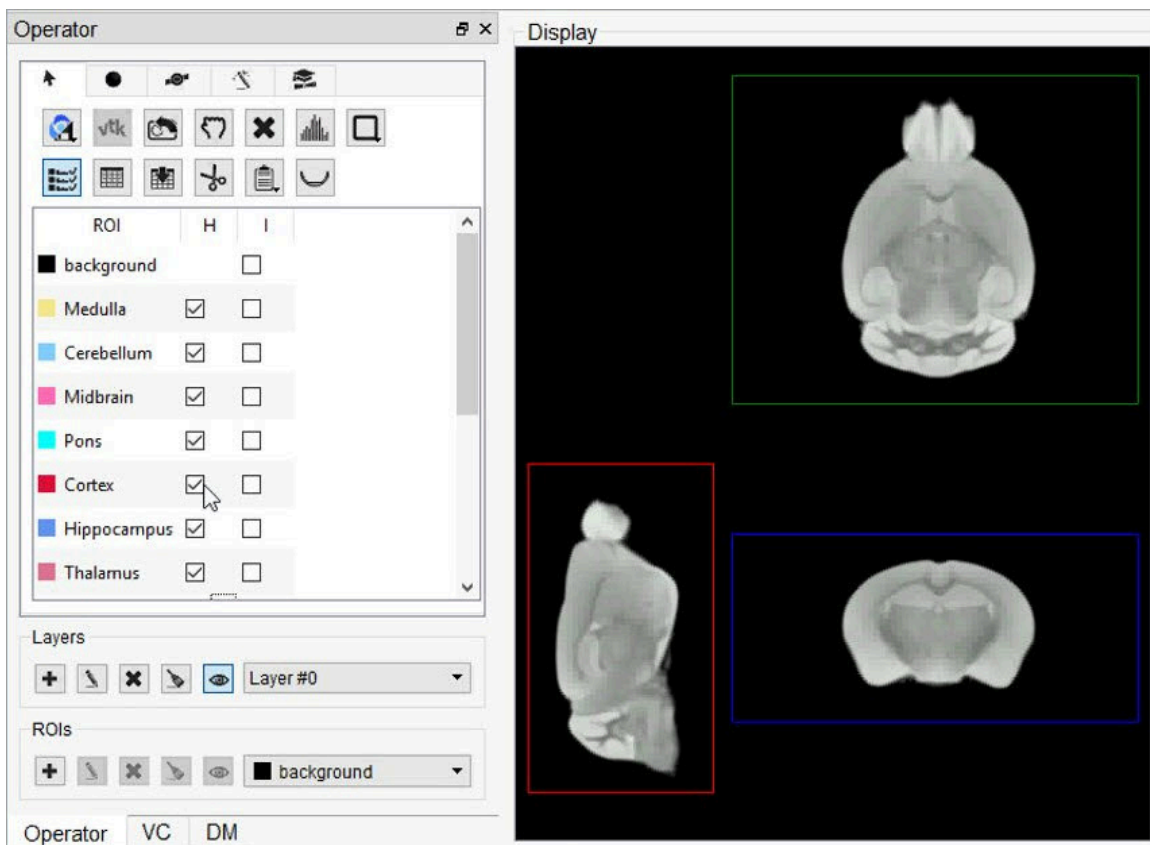 Operator
Display
vtk
ROI H I
background
Medulla
Cerebellum
Midbrain
Pons
Cortex
Hippocampus
Thalamus
Layers
Layer #0
ROIs
background
Operator VC DM